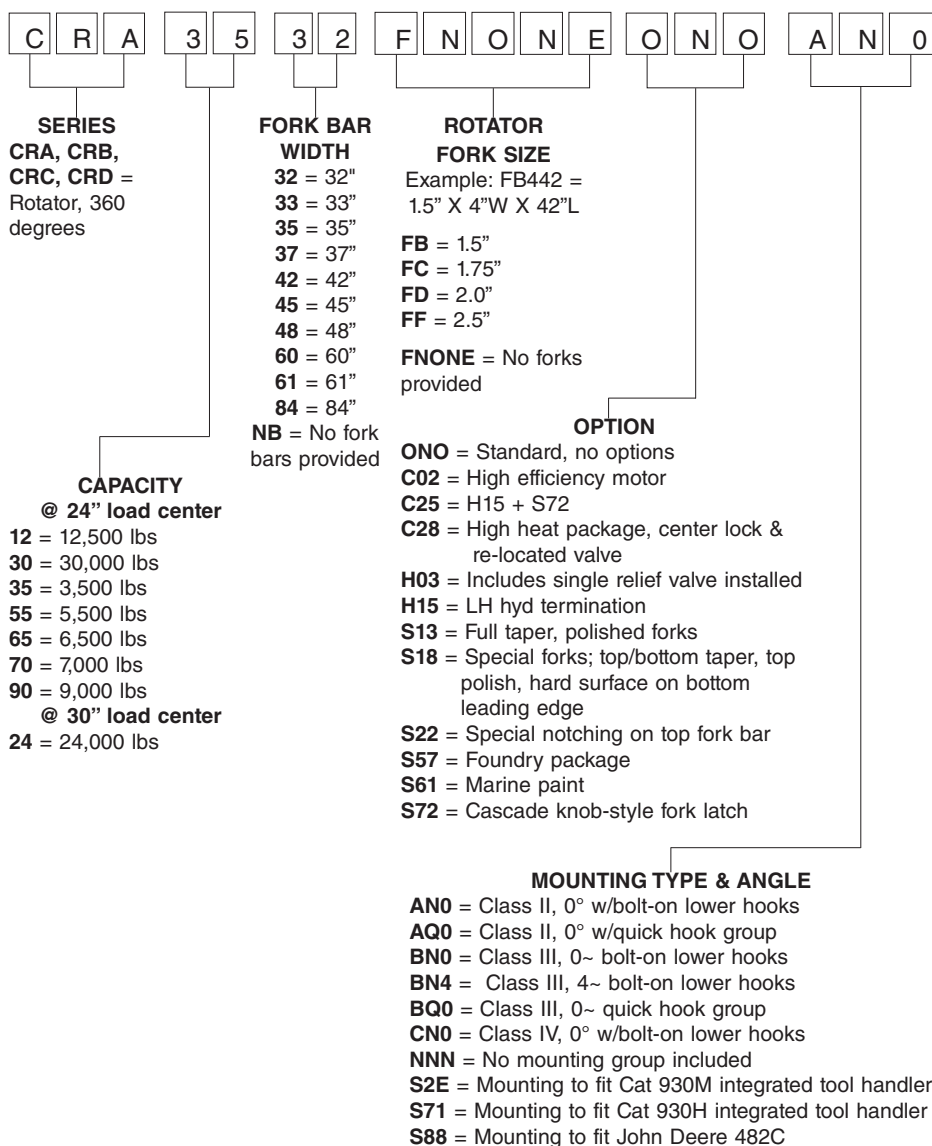 C R A 3 5 3 2 F N O N E O N O A N 0
SERIES
CRA, CRB,
CRC, CRD =
Rotator, 360
degrees
CAPACITY
@ 24” load center
12 = 12,500 lbs
30 = 30,000 lbs
35 = 3,500 lbs
55 = 5,500 lbs
65 = 6,500 lbs
70 = 7,000 lbs
90 = 9,000 lbs
@ 30” load center
24 = 24,000 lbs
FORK BAR
WIDTH
32 = 32"
33 = 33”
35 = 35”
37 = 37”
42 = 42”
45 = 45”
48 = 48”
60 = 60”
61 = 61”
84 = 84”
NB = No fork
bars provided
ROTATOR
FORK SIZE
Example: FB442 =
1.5” X 4”W X 42”L
FB = 1.5”
FC = 1.75”
FD = 2.0”
FF = 2.5”
FNONE = No forks
provided
OPTION
ONO = Standard, no options
C02 = High efficiency motor
C25 = H15 + S72
C28 = High heat package, center lock &
re-located valve
H03 = Includes single relief valve installed
H15 = LH hyd termination
S13 = Full taper, polished forks
S18 = Special forks; top/bottom taper, top
polish, hard surface on bottom
leading edge
S22 = Special notching on top fork bar
S57 = Foundry package
S61 = Marine paint
S72 = Cascade knob-style fork latch
MOUNTING TYPE & ANGLE
AN0 = Class II, 0° w/bolt-on lower hooks
AQ0 = Class II, 0° w/quick hook group
BN0 = Class III, 0~ bolt-on lower hooks
BN4 = Class III, 4~ bolt-on lower hooks
BQ0 = Class III, 0~ quick hook group
CN0 = Class IV, 0° w/bolt-on lower hooks
NNN = No mounting group included
S2E = Mounting to fit Cat 930M integrated tool handler
S71 = Mounting to fit Cat 930H integrated tool handler
S88 = Mounting to fit John Deere 482C